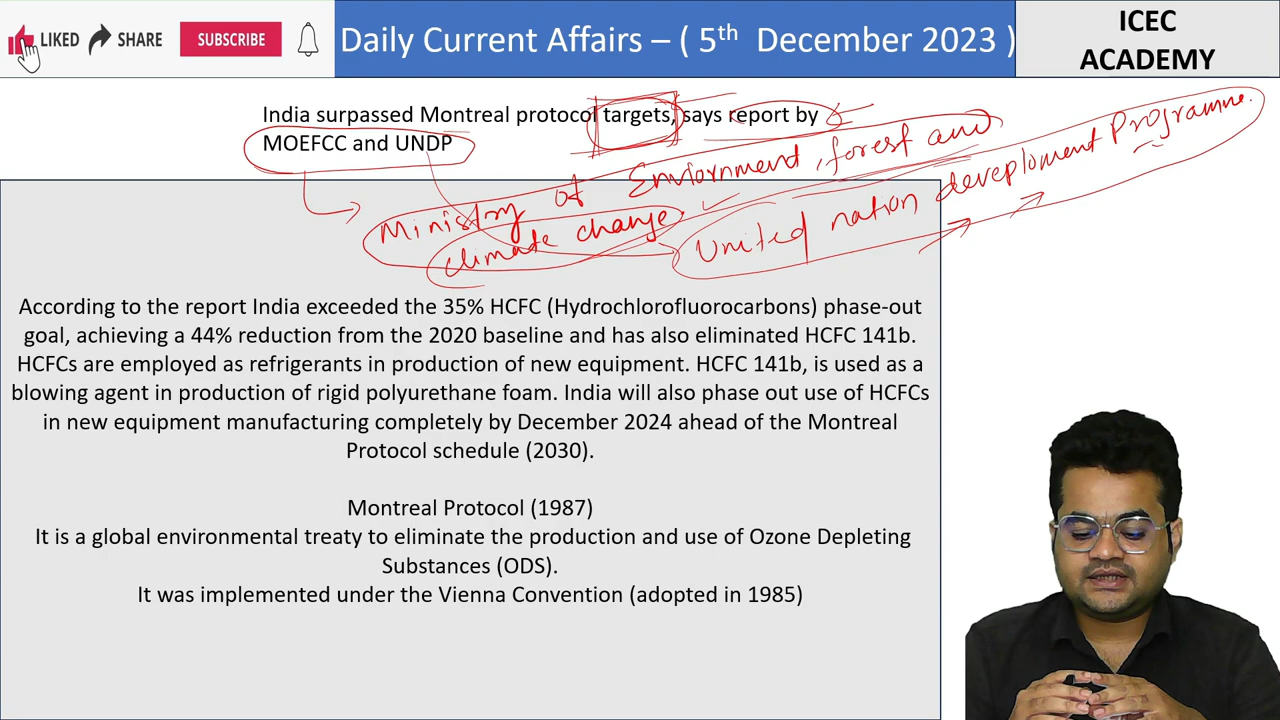 LIKED SHARE SUBSCRIBE
Daily Current Affairs – ( 5th December 2023 )
ICEC
ACADEMY
India surpassed Montreal protocol targets, says report by
MOEFCC and UNDP
Ministry of Enviornment, forest and
climate change
United nation deveploment Programme.
According to the report India exceeded the 35% HCFC (Hydrochlorofluorocarbons) phase-out
goal, achieving a 44% reduction from the 2020 baseline and has also eliminated HCFC 141b.
HCFCs are employed as refrigerants in production of new equipment. HCFC 141b, is used as a
blowing agent in production of rigid polyurethane foam. India will also phase out use of HCFCs
in new equipment manufacturing completely by December 2024 ahead of the Montreal
Protocol schedule (2030).
Montreal Protocol (1987)
It is a global environmental treaty to eliminate the production and use of Ozone Depleting
Substances (ODS).
It was implemented under the Vienna Convention (adopted in 1985)